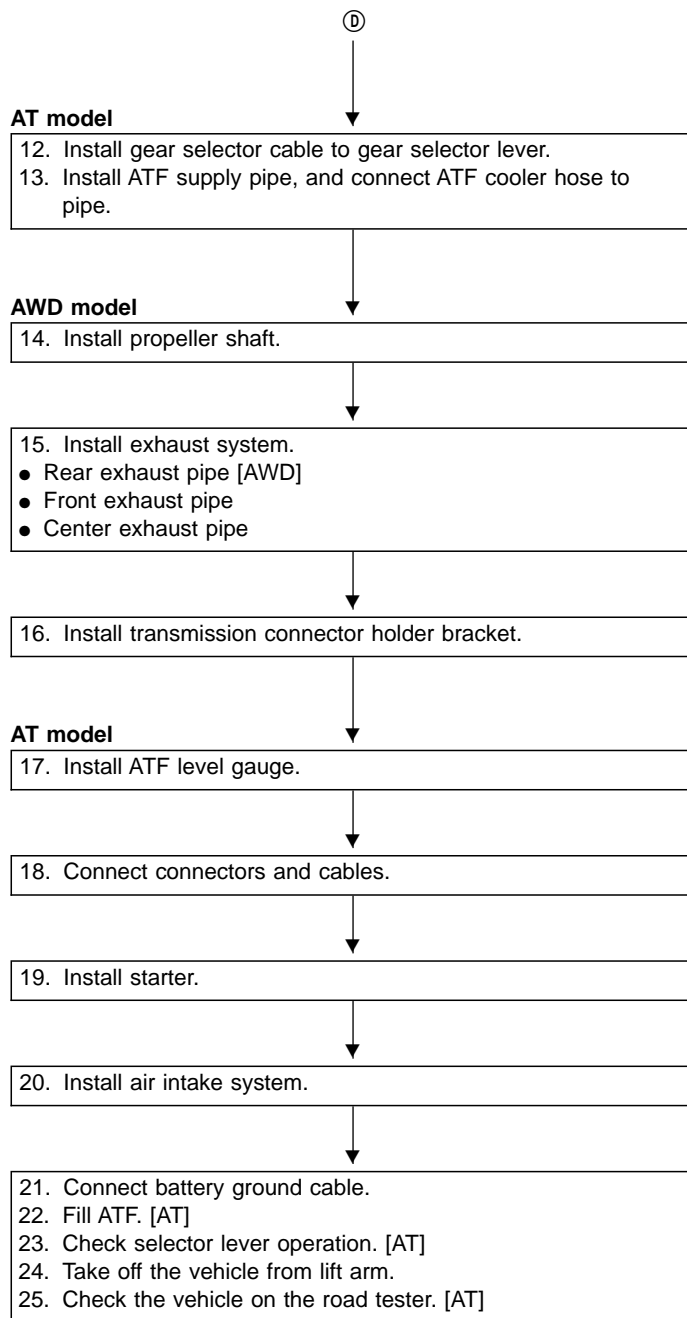 Ⓓ
AT model
12. Install gear selector cable to gear selector lever.
13. Install ATF supply pipe, and connect ATF cooler hose to
pipe.
AWD model
14. Install propeller shaft.
15. Install exhaust system.
● Rear exhaust pipe [AWD]
● Front exhaust pipe
● Center exhaust pipe
16. Install transmission connector holder bracket.
AT model
17. Install ATF level gauge.
18. Connect connectors and cables.
19. Install starter.
20. Install air intake system.
21. Connect battery ground cable.
22. Fill ATF. [AT]
23. Check selector lever operation. [AT]
24. Take off the vehicle from lift arm.
25. Check the vehicle on the road tester. [AT]